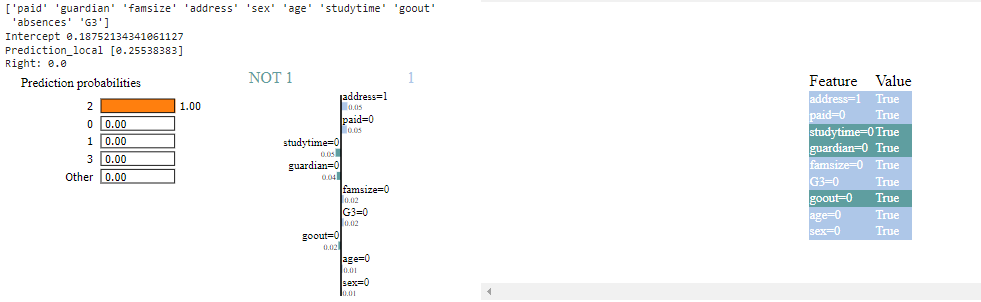 ['paid' 'guardian' 'famsize' 'address' 'sex' 'age' 'studytime' 'goout'
'absences' 'G3']
Intercept 0.18752134341061127
Prediction_local [0.25538383]
Right: 0.0
Prediction probabilities
2 1.00
0 0.00
1 0.00
3 0.00
Other 0.00
NOT 1 1
address=1
0.05
paid=0
0.05
studytime=0
0.05
guardian=0
0.04
famsize=0
0.02
G3=0
0.02
goout=0
0.02
age=0
0.01
sex=0
0.01
Feature Value
address=1 True
paid=0 True
studytime=0 True
guardian=0 True
famsize=0 True
G3=0 True
goout=0 True
age=0 True
sex=0 True